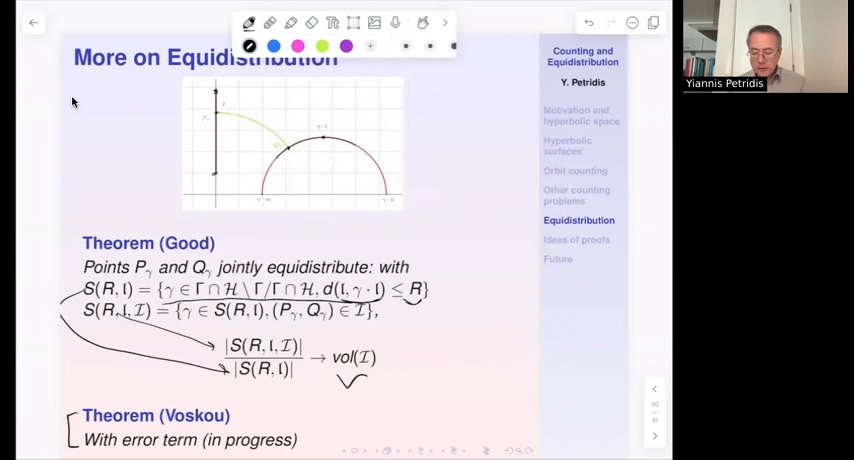 More on Equidistribution
Counting and
Equidistribution
Y. Petridis
Motivation and
hyperbolic space
Hyperbolic
surfaces
Orbit counting
Other counting
problems
Equidistribution
Ideas of proofs
Future
Theorem (Good)
Points P_γ and Q_γ jointly equidistribute: with
S(R, l) = {γ ∈ Γ ∩ H \ Γ/Γ ∩ H, d(l, γ · l) ≤ R}
S(R, l, I) = {γ ∈ S(R, l), (P_γ, Q_γ) ∈ I},
|S(R, l, I)|
|S(R, l)|
→ vol(I)
Theorem (Voskou)
With error term (in progress)
30
41
Yiannis Petridis